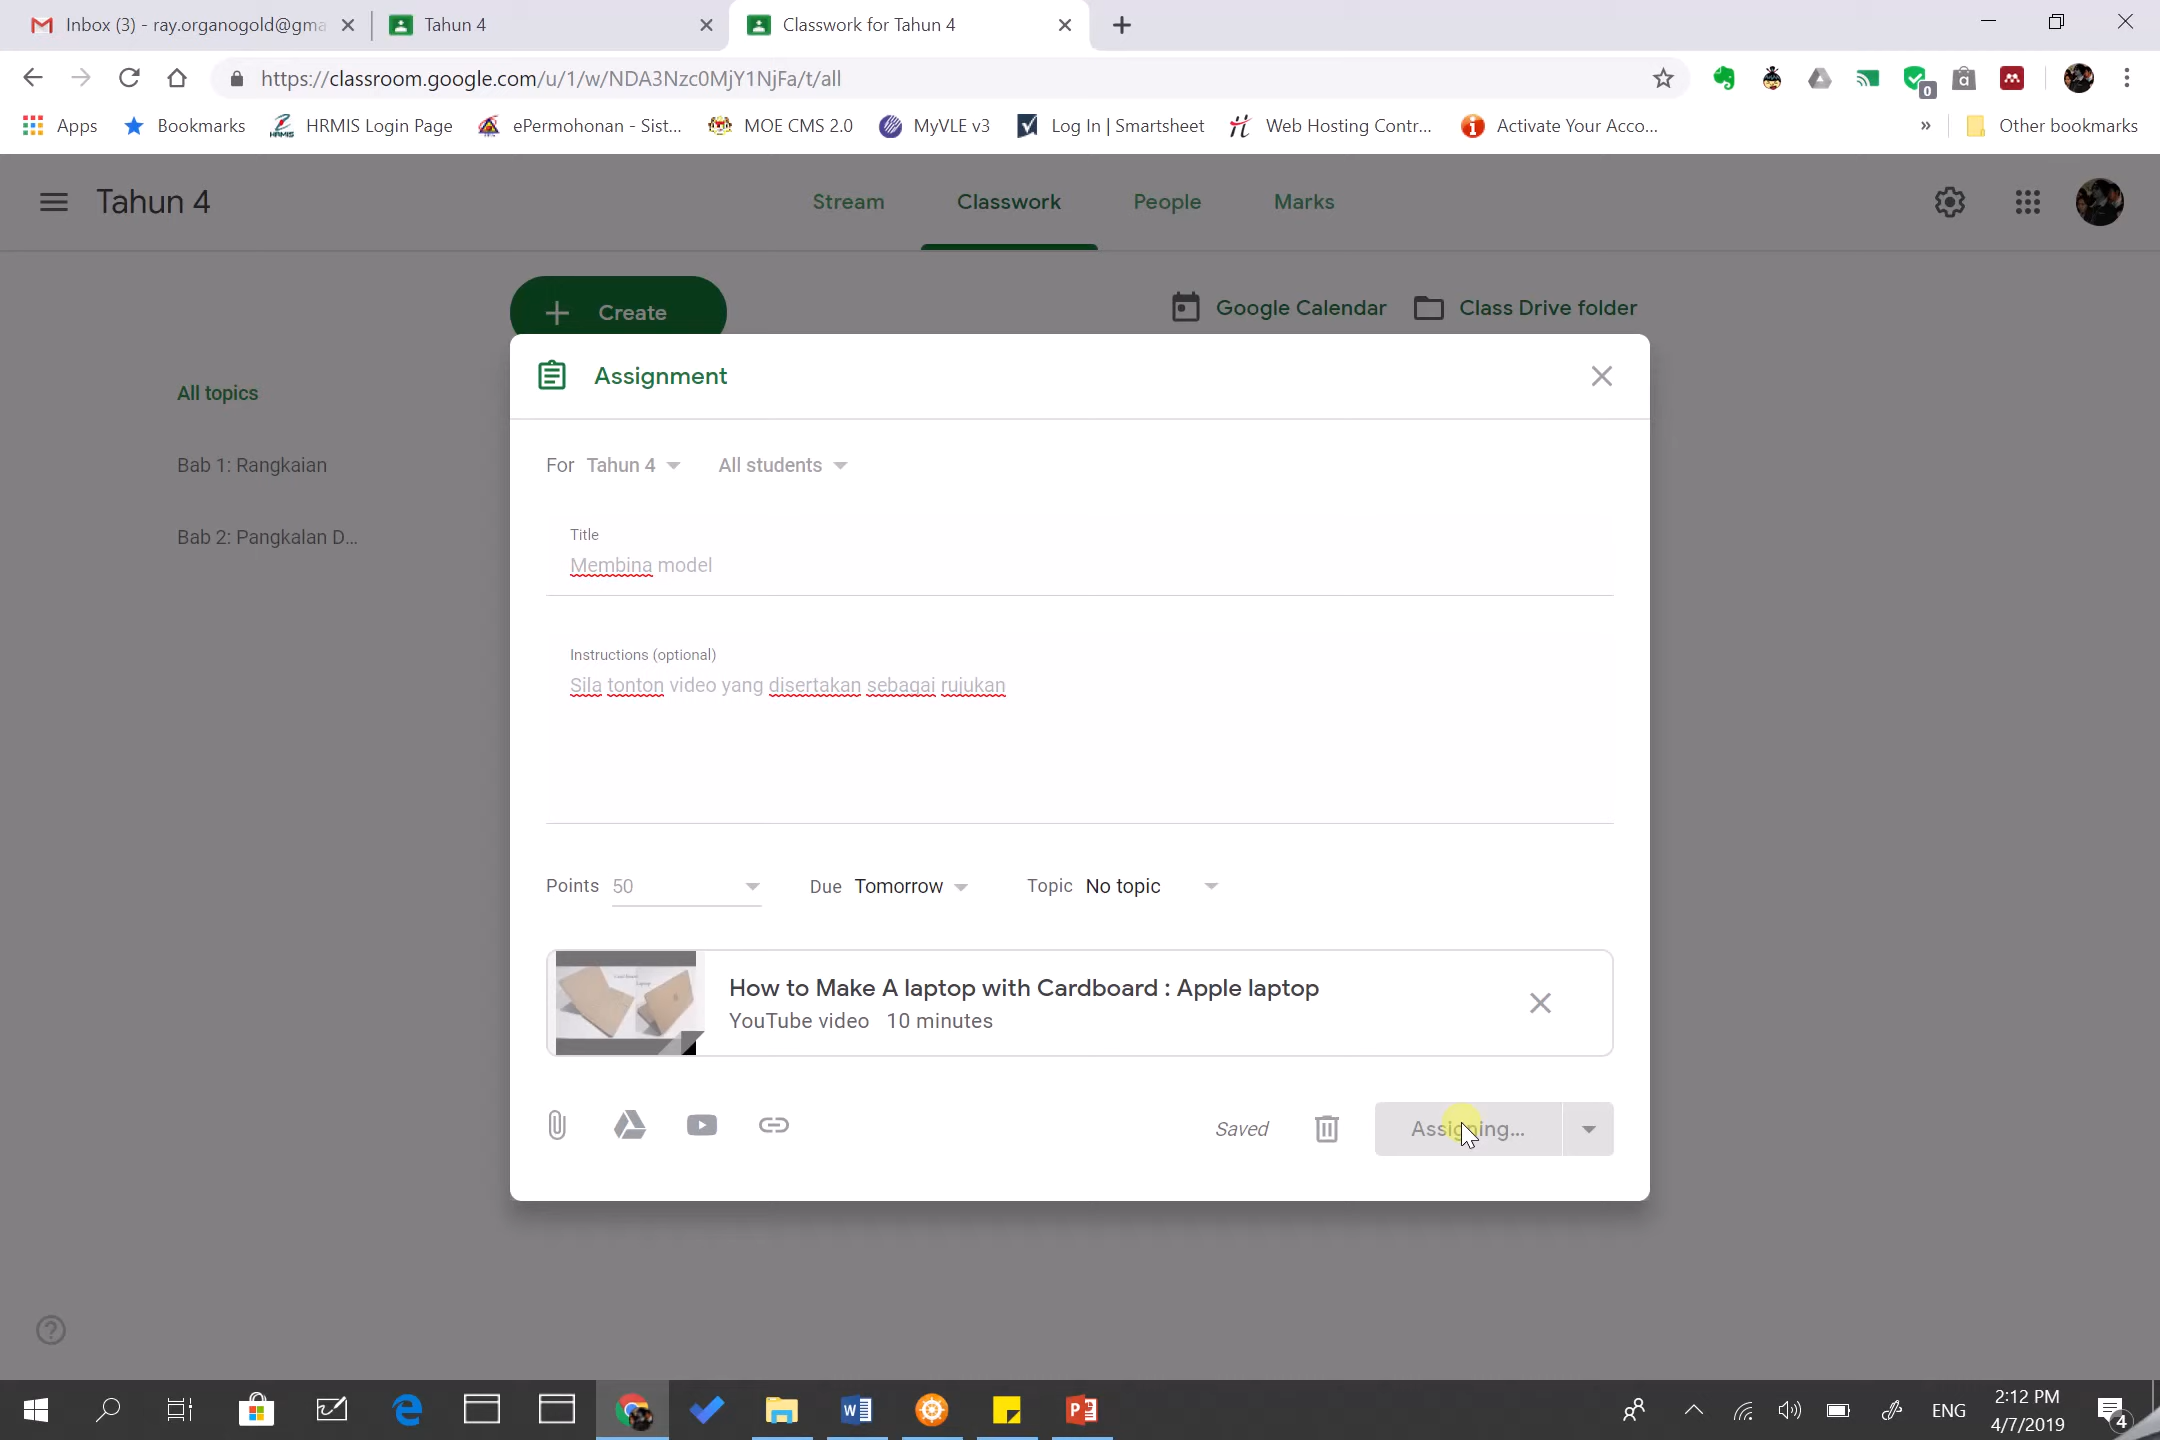 Inbox (3) - ray.organogold@gma
Tahun 4
Classwork for Tahun 4
https://classroom.google.com/u/1/w/NDA3Nzc0MjY1NjFa/t/all
0
Apps
Bookmarks
HRMIS Login Page
ePermohonan - Sist...
MOE CMS 2.0
MyVLE v3
Log In | Smartsheet
Web Hosting Contr...
Activate Your Acco...
»
Other bookmarks
Tahun 4
Stream
Classwork
People
Marks
Create
Google Calendar
Class Drive folder
All topics
Bab 1: Rangkaian
Bab 2: Pangkalan D...
Assignment
For Tahun 4
All students
Title
Membina model
Instructions (optional)
Sila tonton video yang disertakan sebagai rujukan
Points 50
Due Tomorrow
Topic No topic
How to Make A laptop with Cardboard : Apple laptop
YouTube video 10 minutes
Saved
Assigning...
ENG
2:12 PM
4/7/2019
4